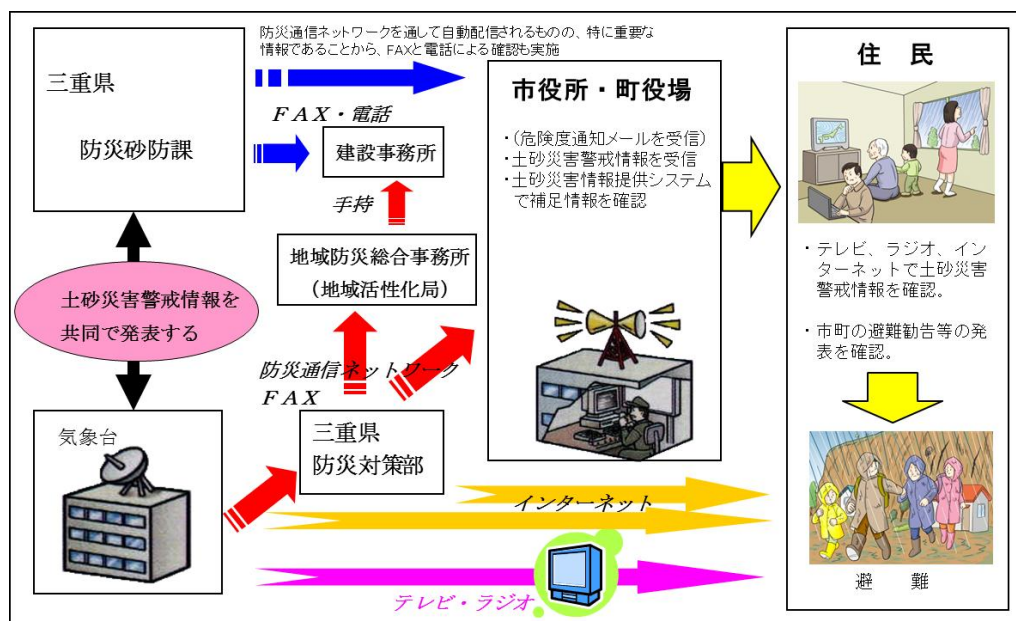 防災通信ネットワークを通して自動配信されるものの、特に重要な
情報であることから、FAXと電話による確認も実施
三重県
防災砂防課
FAX・電話
建設事務所
手持
地域防災総合事務所
（地域活性化局）
土砂災害警戒情報を
共同で発表する
防災通信ネットワーク
FAX
気象台
三重県
防災対策部
市役所・町役場
・(危険度通知メールを受信)
・土砂災害警戒情報を受信
・土砂災害情報提供システム
で補足情報を確認
インターネット
テレビ・ラジオ
住 民
・テレビ、ラジオ、イン
ターネットで土砂災害
警戒情報を確認。
・市町の避難勧告等の発
表を確認。
避 難